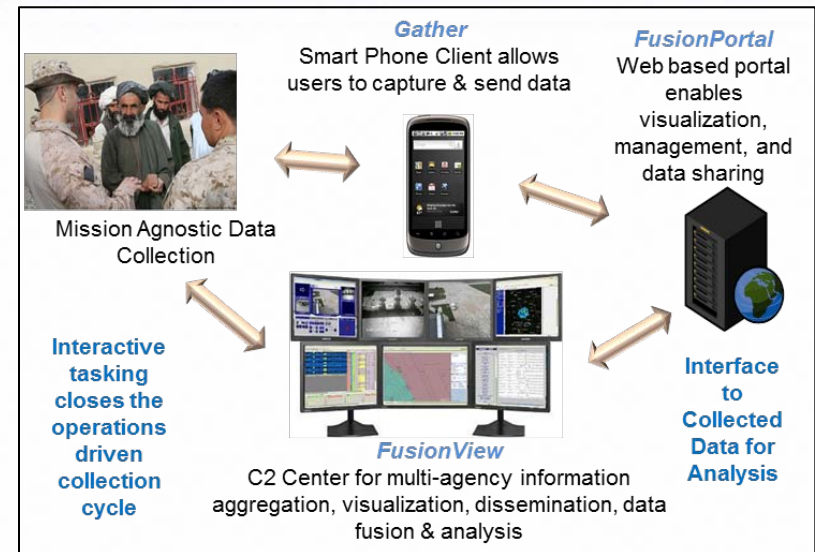 Gather
Smart Phone Client allows
users to capture & send data
FusionPortal
Web based portal
enables
visualization,
management, and
data sharing
Mission Agnostic Data
Collection
Interactive
tasking
closes the
operations
driven
collection
cycle
Interface
to
Collected
Data for
Analysis
FusionView
C2 Center for multi-agency information
aggregation, visualization, dissemination, data
fusion & analysis